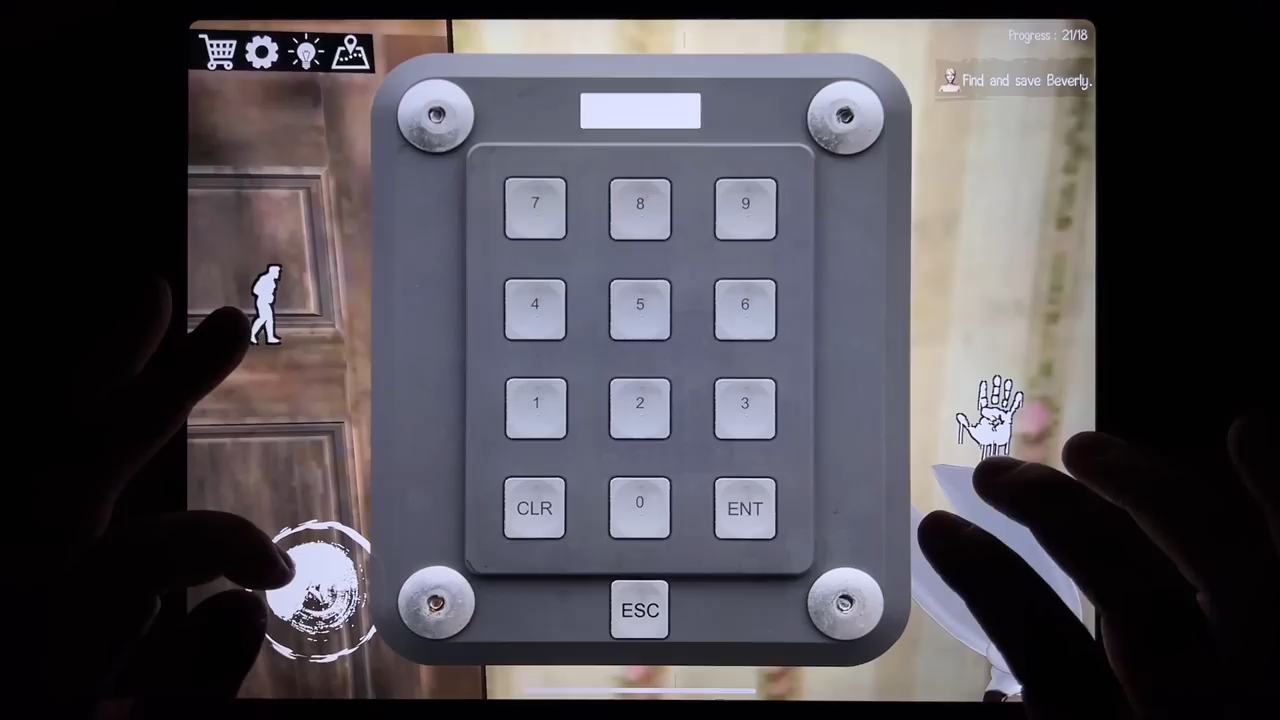 Progress : 21/18
Find and save Beverly.
7 8 9
4 5 6
1 2 3
CLR 0 ENT
ESC